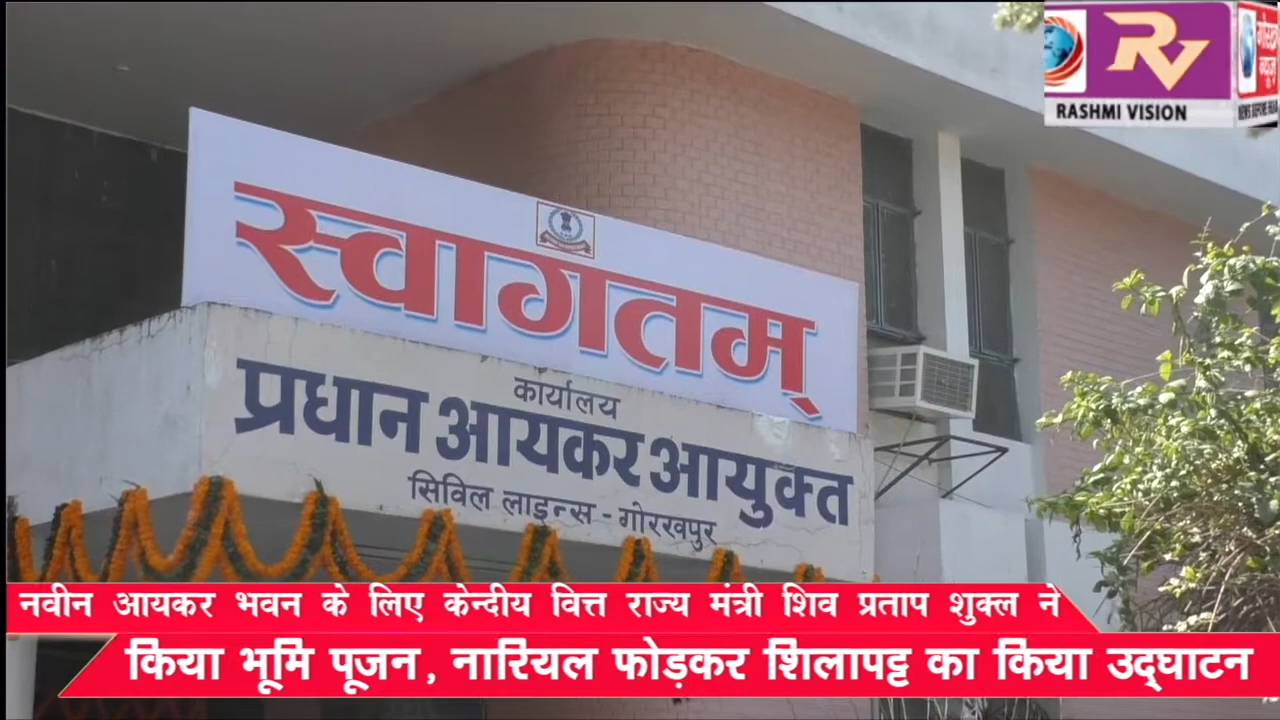 RV
RASHMI VISION
स्वागतम्
कार्यालय
प्रधान आयकर आयुक्त
सिविल लाइन्स - गोरखपुर
नवीन आयकर भवन के लिए केन्दीय वित्त राज्य मंत्री शिव प्रताप शुक्ल ने
किया भूमि पूजन, नारियल फोड़कर शिलापट्ट का किया उद्घाटन